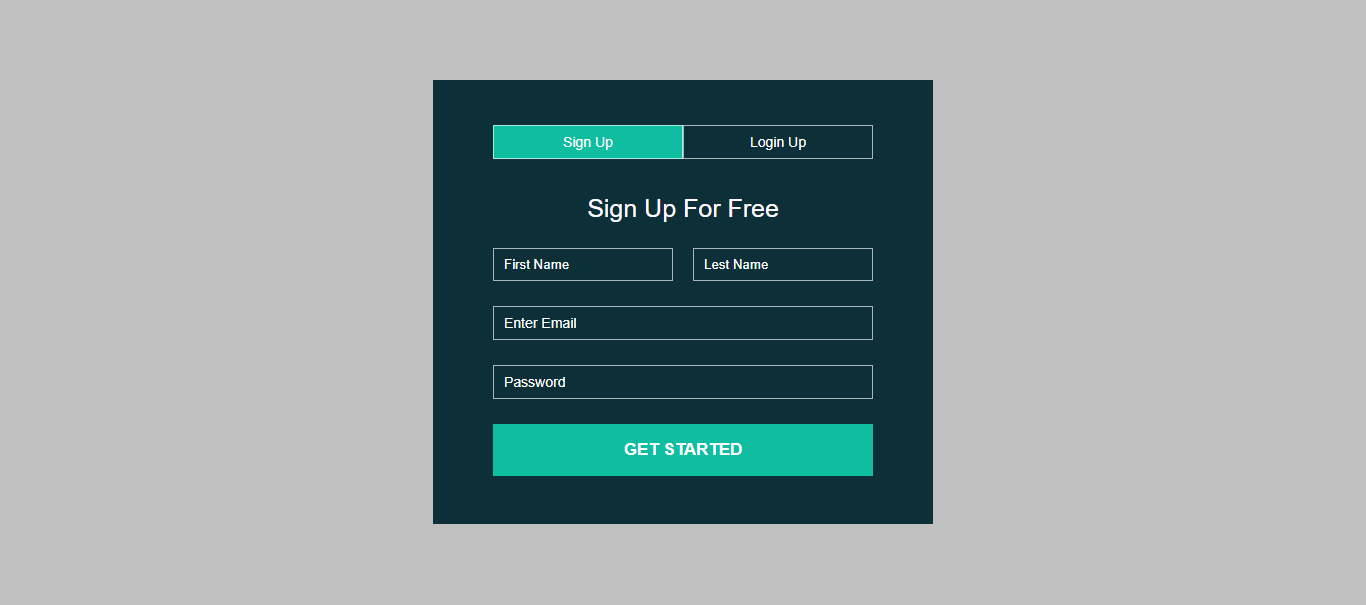 Sign Up Login Up
Sign Up For Free
First Name Lest Name
Enter Email
Password
GET STARTED